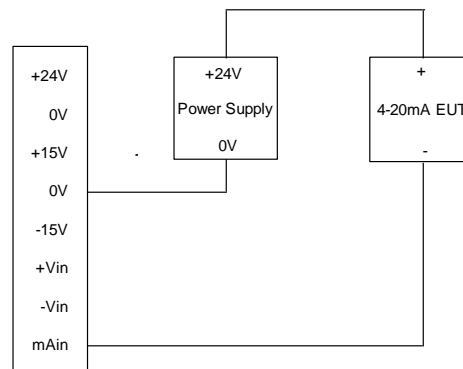 +24V
0V
+15V
0V
-15V
+Vin
-Vin
mAin
+24V
Power Supply
0V
+
4-20mA EUT
-